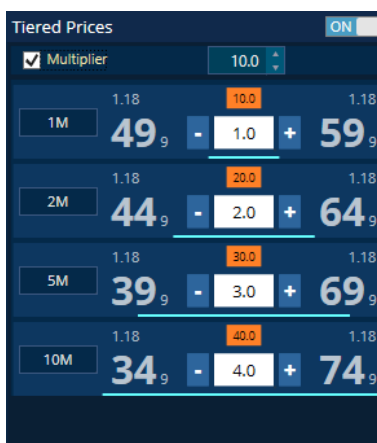 Tiered Prices ON
Multiplier 10.0
1.18 10.0 1.18
1M 49 9 - 1.0 + 59 9
1.18 20.0 1.18
2M 44 9 - 2.0 + 64 9
1.18 30.0 1.18
5M 39 9 - 3.0 + 69 9
1.18 40.0 1.18
10M 34 9 - 4.0 + 74 9